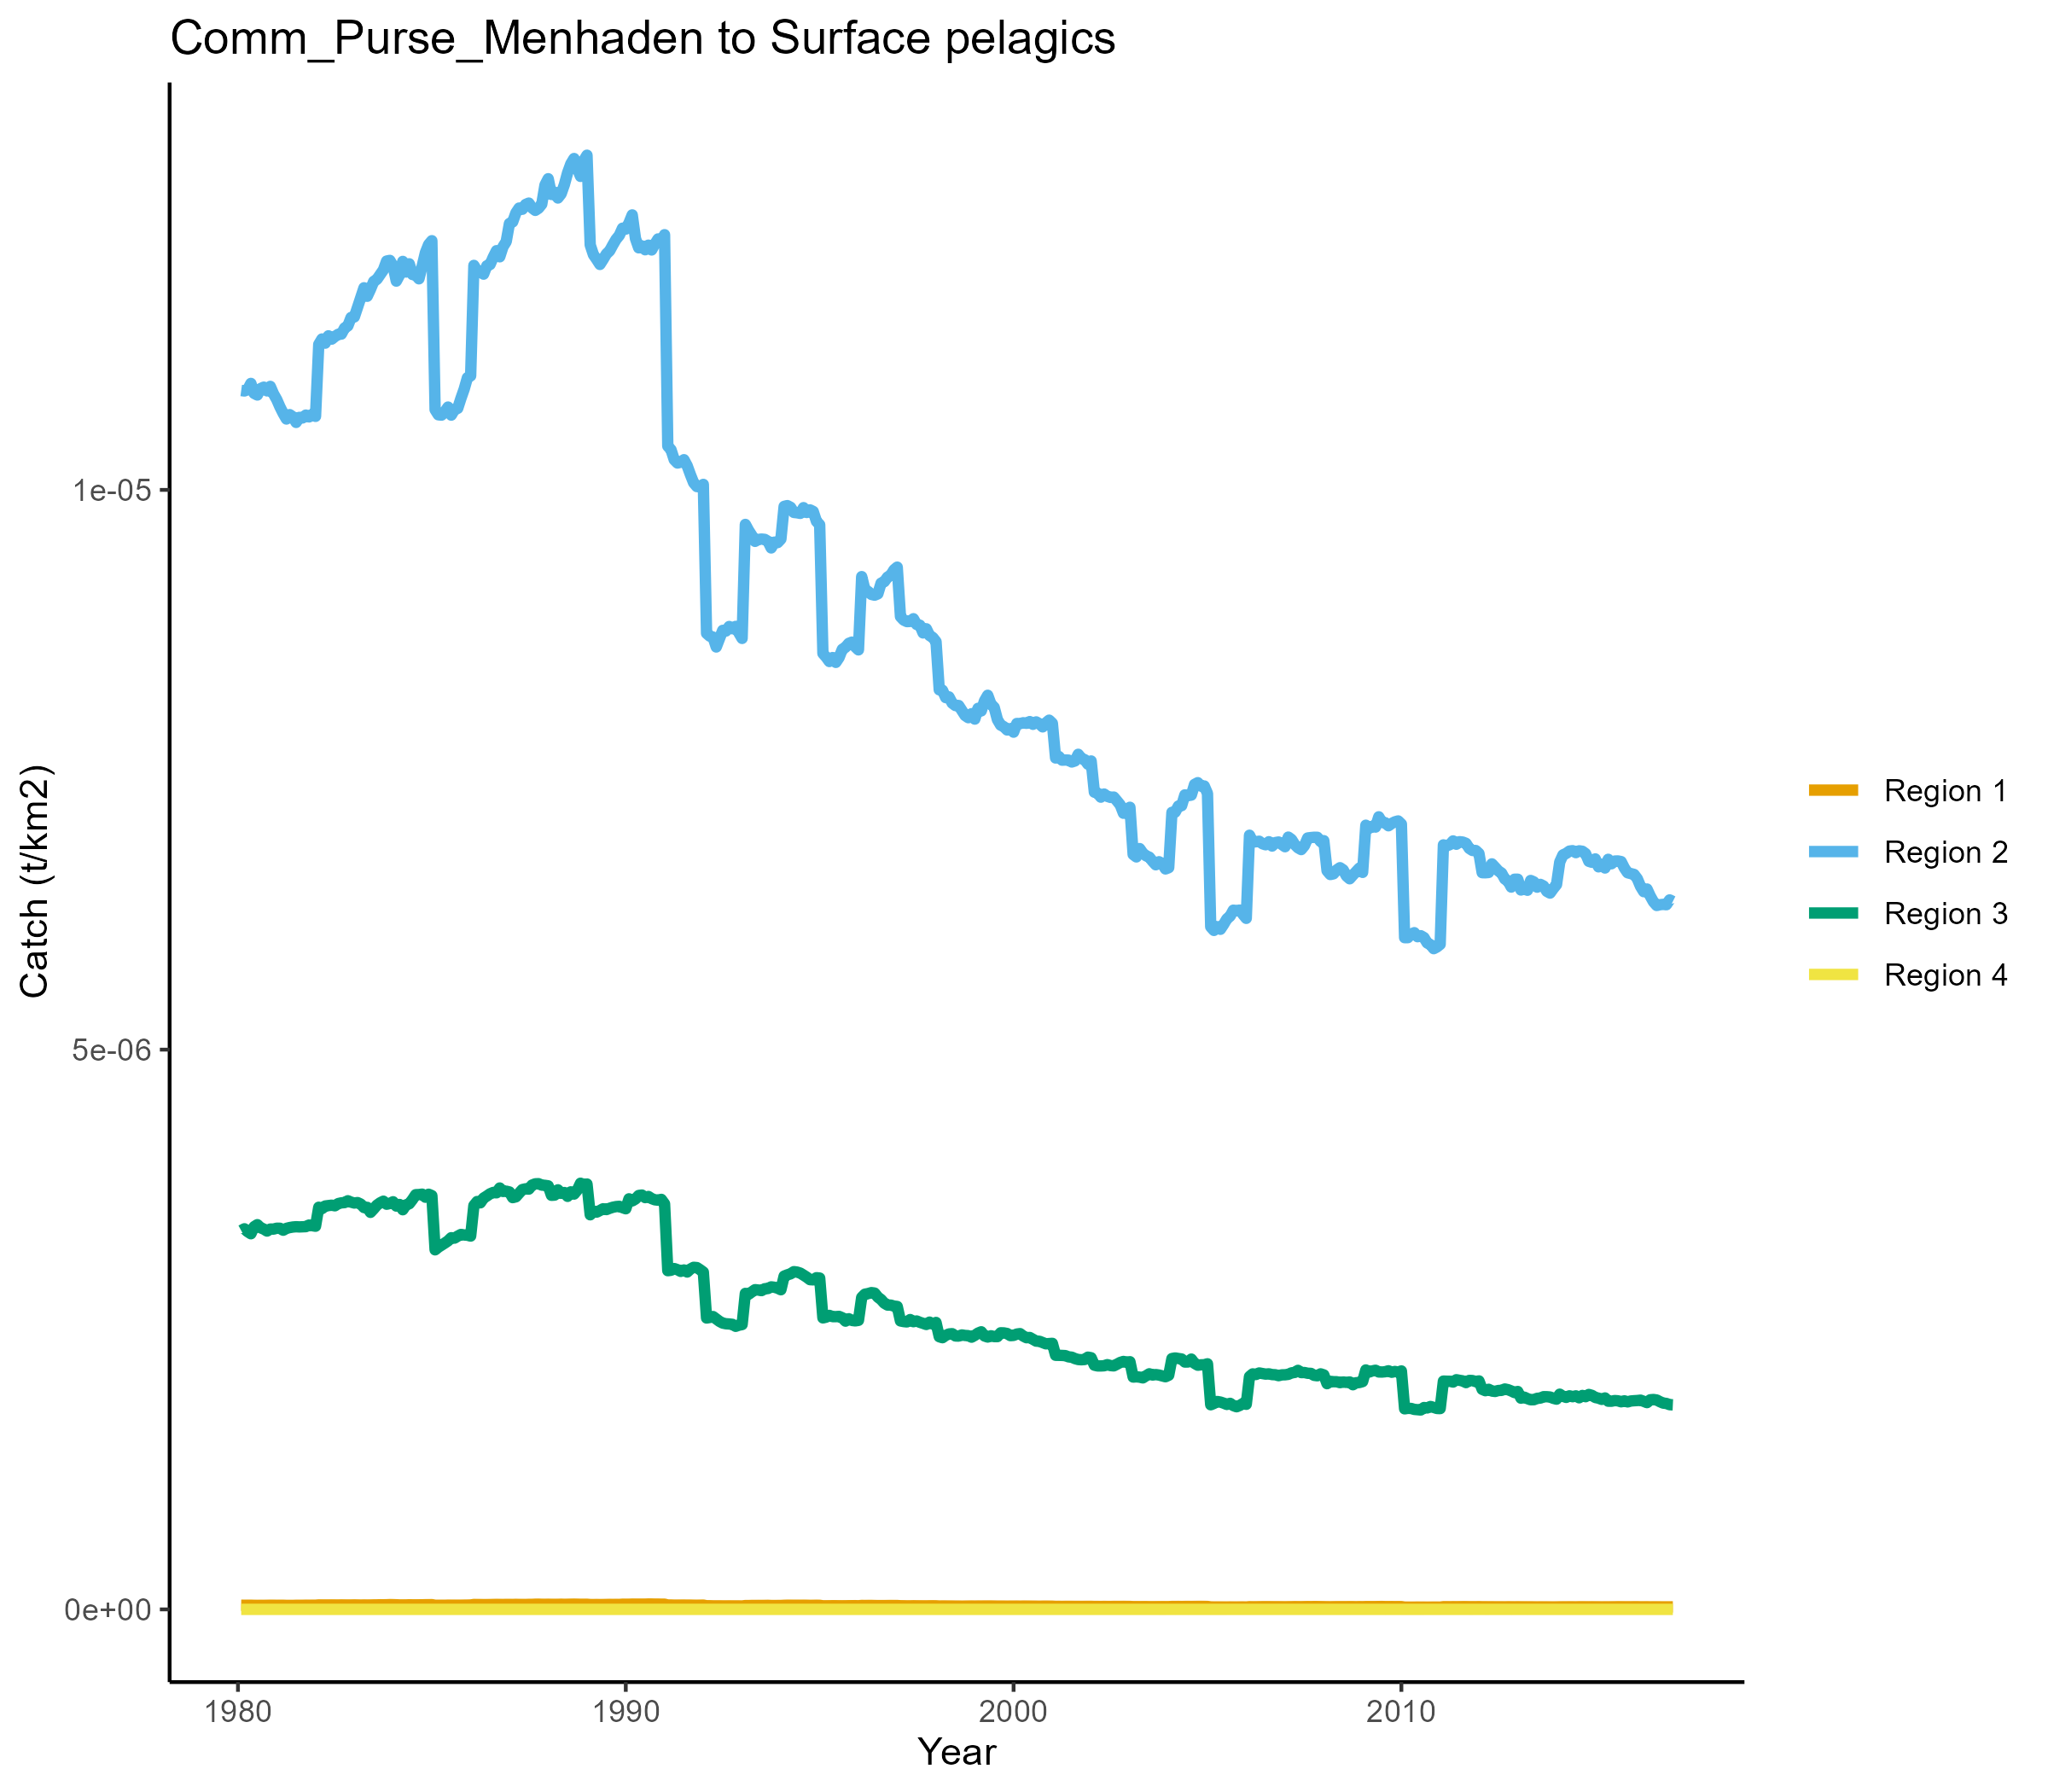 Comm_Purse_Menhaden to Surface pelagics
Catch (t/km2)
1e-05
5e-06
0e+00
1980
1990
2000
2010
Year
Region 1
Region 2
Region 3
Region 4